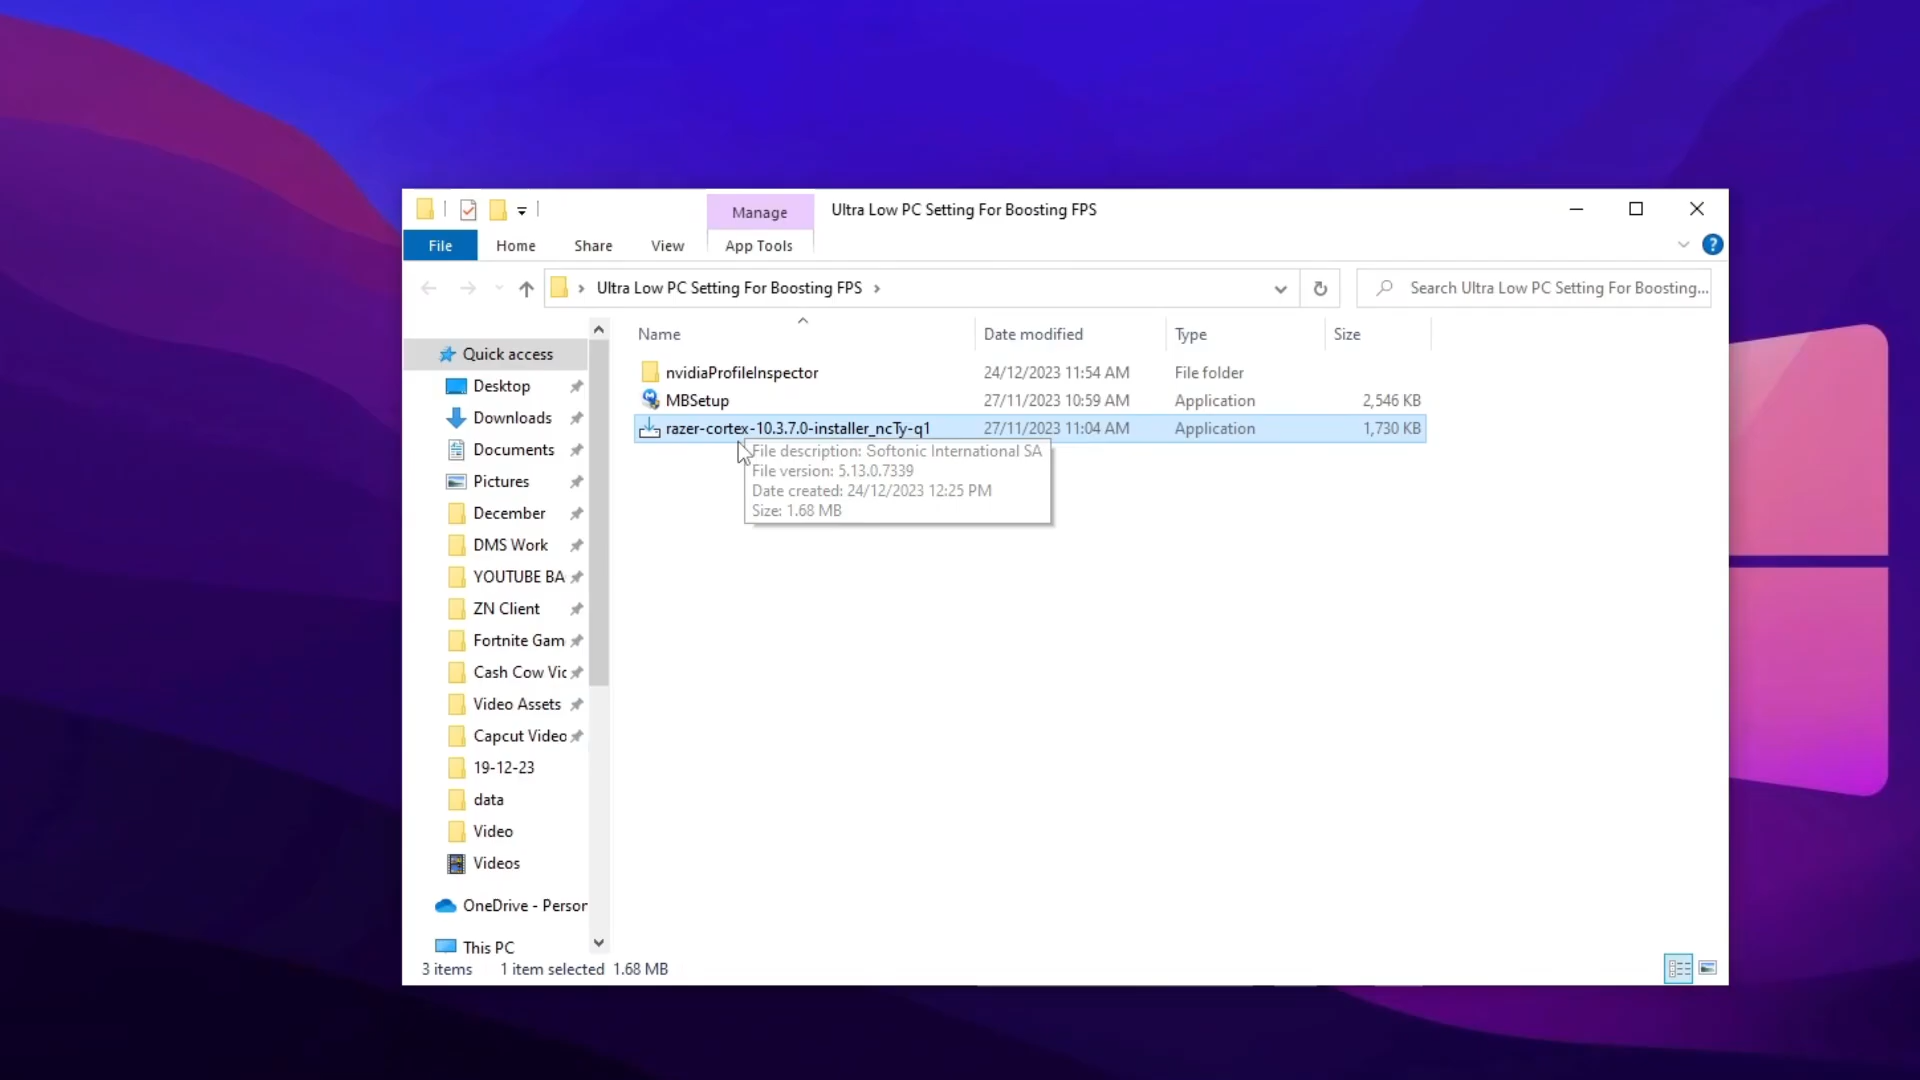 Manage
Ultra Low PC Setting For Boosting FPS
File
Home
Share
View
App Tools
?
Ultra Low PC Setting For Boosting FPS
Search Ultra Low PC Setting For Boosting...
Name
Date modified
Type
Size
nvidiaProfileInspector
24/12/2023 11:54 AM
File folder
MBSetup
27/11/2023 10:59 AM
Application
2,546 KB
razer-cortex-10.3.7.0-installer_ncTy-q1
27/11/2023 11:04 AM
Application
1,730 KB
File description: Softonic International SA
File version: 5.13.0.7339
Date created: 24/12/2023 12:25 PM
Size: 1.68 MB
Quick access
Desktop
Downloads
Documents
Pictures
December
DMS Work
YOUTUBE BA
ZN Client
Fortnite Gam
Cash Cow Vic
Video Assets
Capcut Video
19-12-23
data
Video
Videos
OneDrive - Person
This PC
3 items
1 item selected 1.68 MB